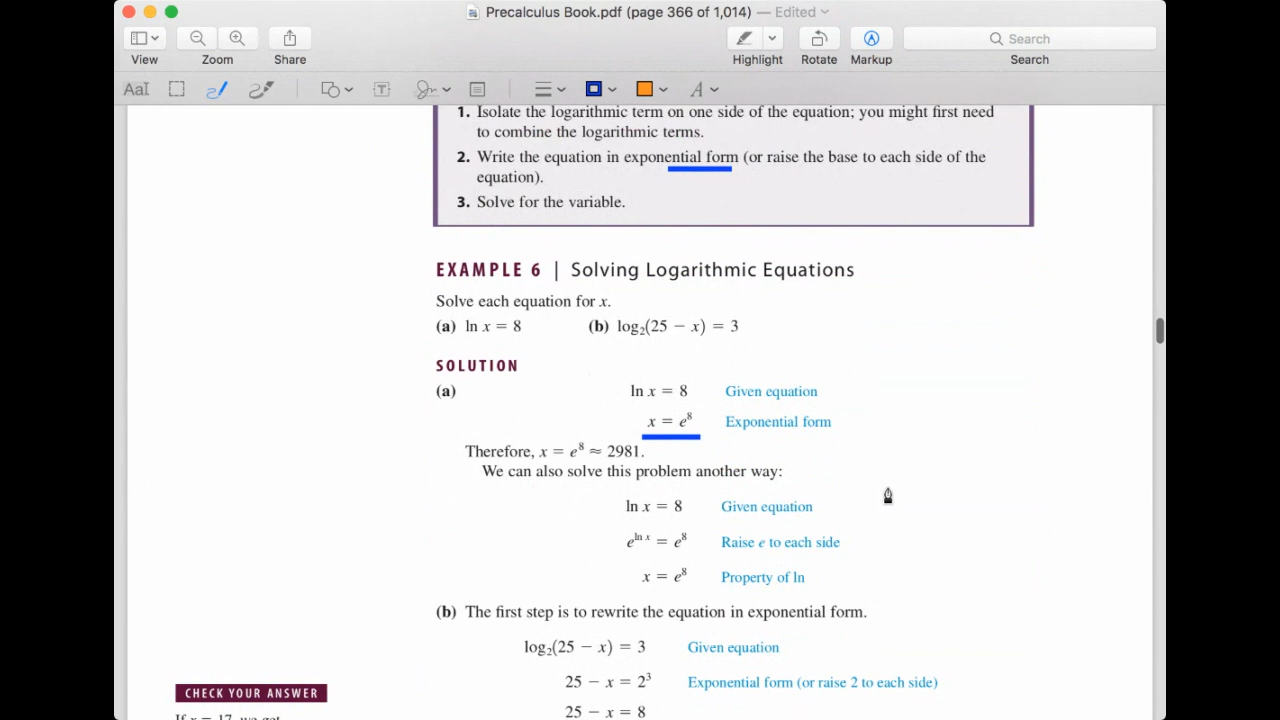 Precalculus Book.pdf (page 366 of 1,014) — Edited
View Zoom Share Highlight Rotate Markup Search
Search
AaI T A
1. Isolate the logarithmic term on one side of the equation; you might first need
to combine the logarithmic terms.
2. Write the equation in exponential form (or raise the base to each side of the
equation).
3. Solve for the variable.
EXAMPLE 6 | Solving Logarithmic Equations
Solve each equation for x.
(a) ln x = 8 (b) log₂(25 − x) = 3
SOLUTION
(a) ln x = 8 Given equation
x = e⁸ Exponential form
Therefore, x = e⁸ ≈ 2981.
We can also solve this problem another way:
ln x = 8 Given equation
e^(ln x) = e⁸ Raise e to each side
x = e⁸ Property of ln
(b) The first step is to rewrite the equation in exponential form.
log₂(25 − x) = 3 Given equation
25 − x = 2³ Exponential form (or raise 2 to each side)
25 − x = 8
CHECK YOUR ANSWER
If x = 17, we get